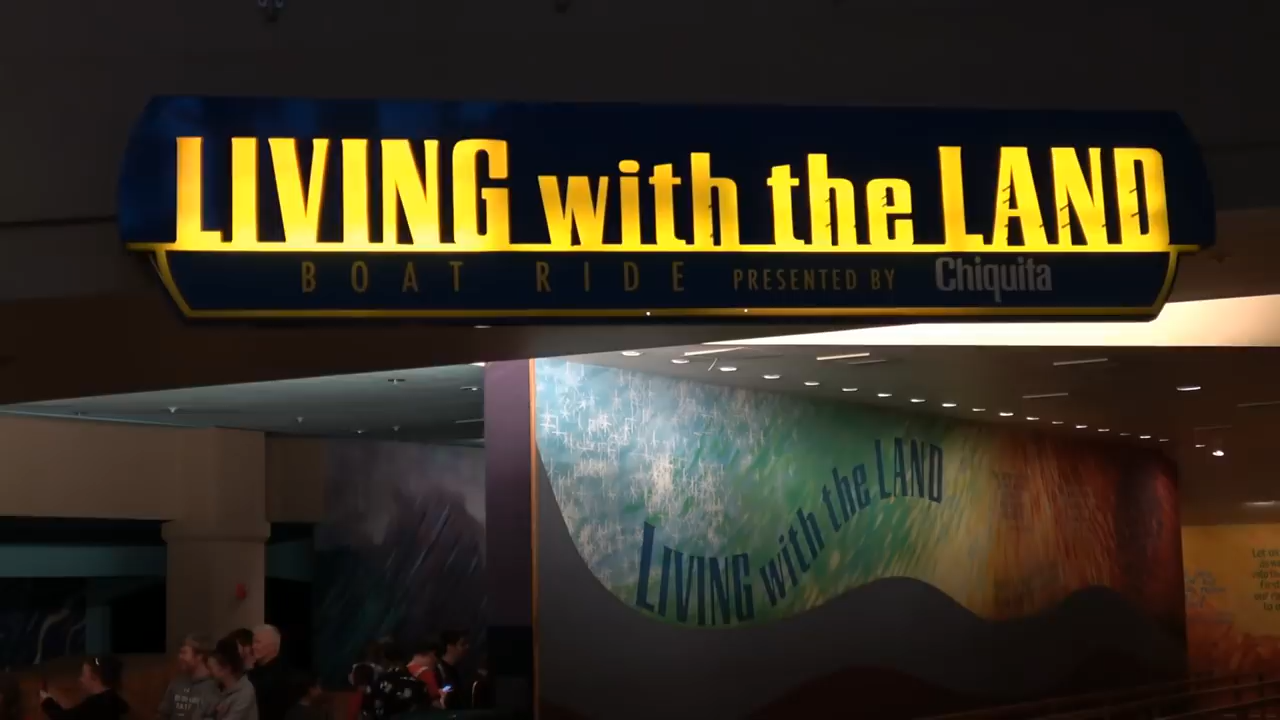 LIVING with the LAND
BOAT RIDE PRESENTED BY Chiquita
LIVING with the LAND